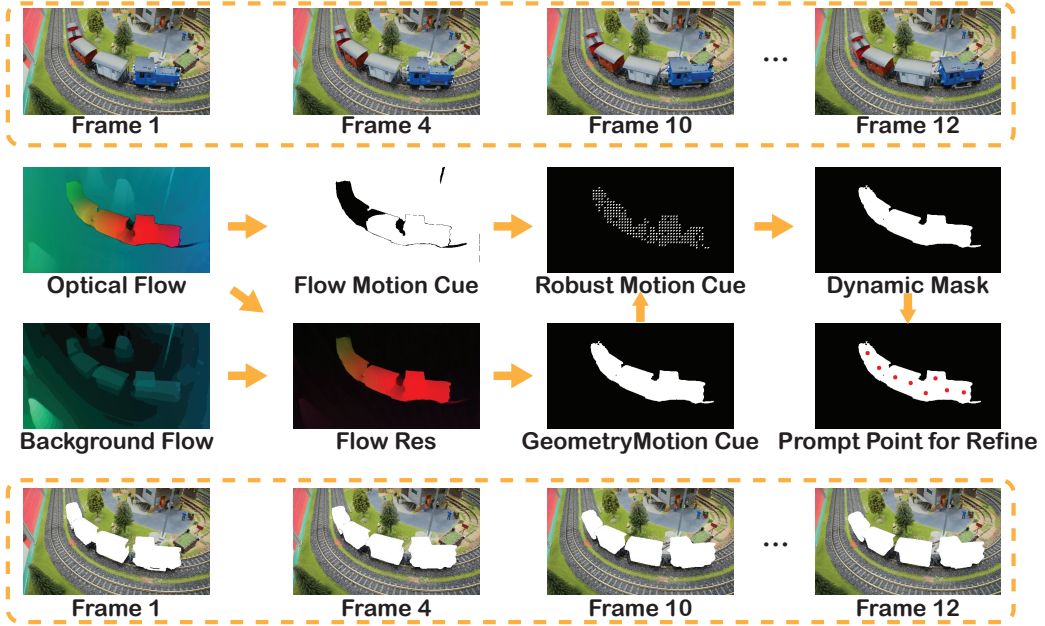 Frame 1
Frame 4
Frame 10
...
Frame 12
Optical Flow
Flow Motion Cue
Robust Motion Cue
Dynamic Mask
Background Flow
Flow Res
GeometryMotion Cue
Prompt Point for Refine
Frame 1
Frame 4
Frame 10
...
Frame 12